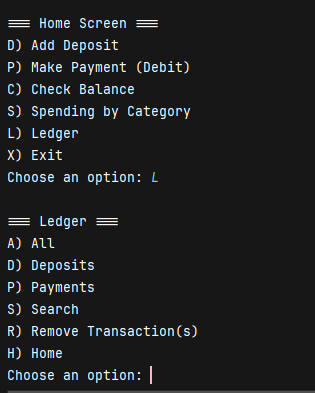 === Home Screen ===
D) Add Deposit
P) Make Payment (Debit)
C) Check Balance
S) Spending by Category
L) Ledger
X) Exit
Choose an option: L
=== Ledger ===
A) All
D) Deposits
P) Payments
S) Search
R) Remove Transaction(s)
H) Home
Choose an option: